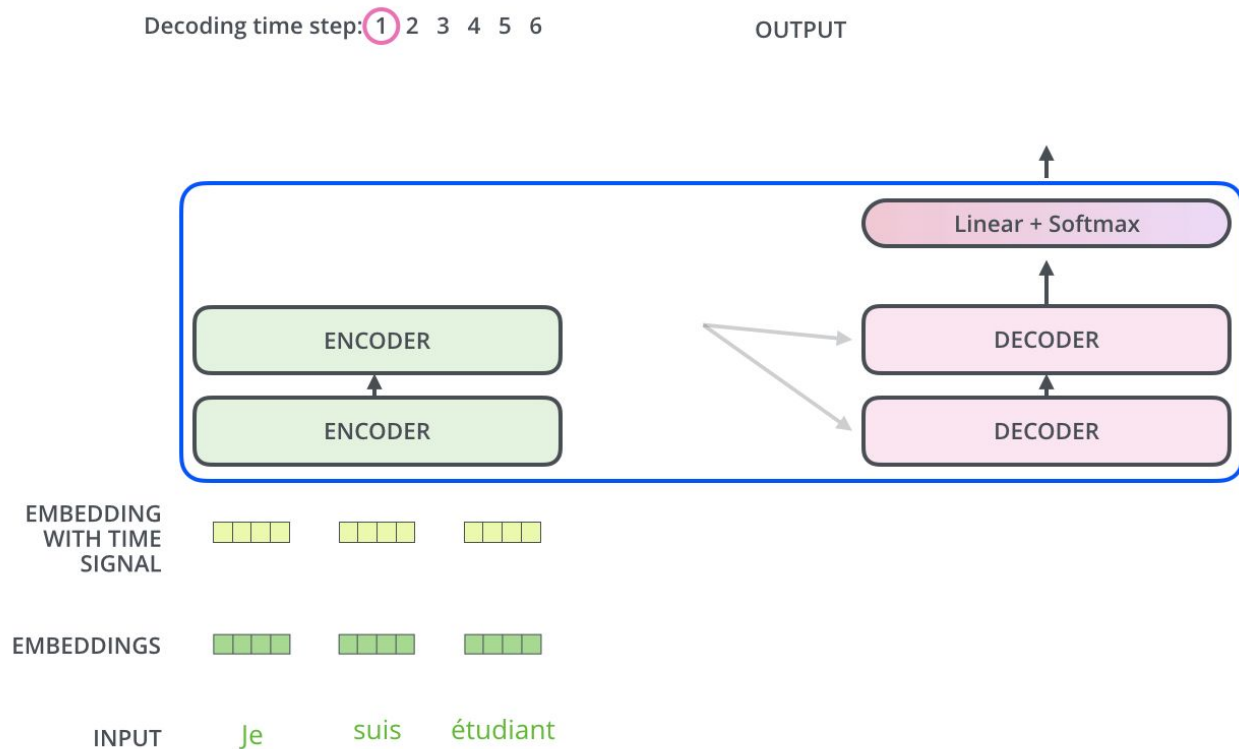 Decoding time step: 1 2 3 4 5 6
OUTPUT
Linear + Softmax
ENCODER
DECODER
ENCODER
DECODER
EMBEDDING
WITH TIME
SIGNAL
EMBEDDINGS
INPUT
Je suis étudiant